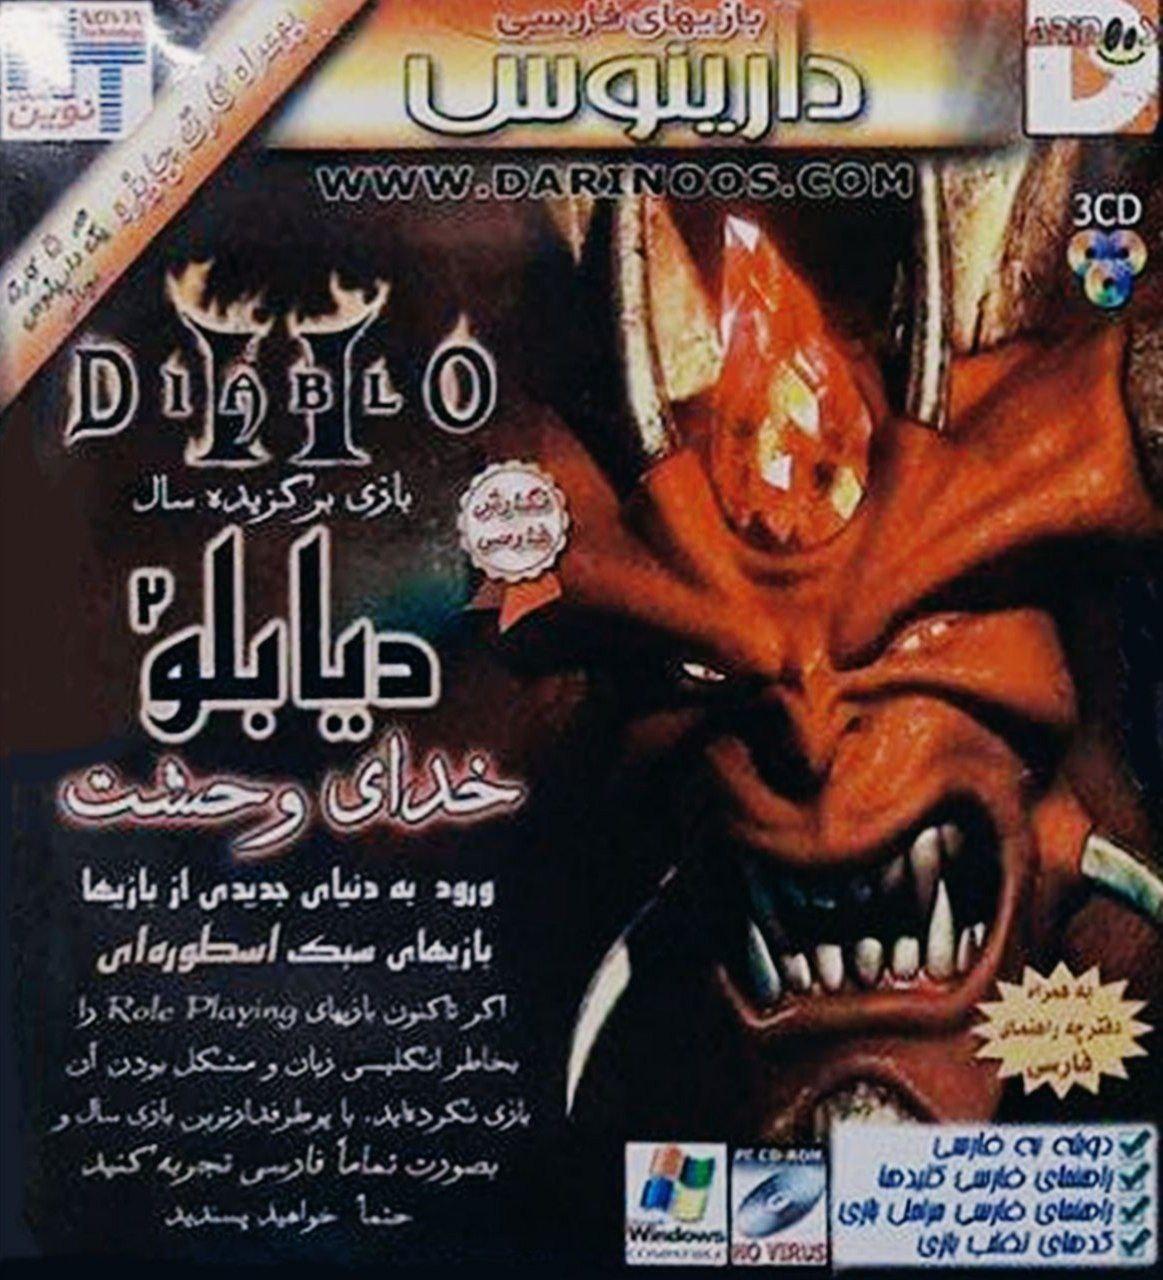 بازیهای فارسی
دارینوس
WWW.DARINOOS.COM
نوین
بهمراه کارت جایزه
3CD
DIABLO II
بازی برگزیده سال
دیابلو ۲
خدای وحشت
ورود به دنیای جدیدی از بازیها
بازیهای سبک اسطوره‌ای
اگر تاکنون بازیهای Role Playing را
بخاطر انگلیسی زبان و مشکل بودن آن
بازی نکرده‌اید، با پرطرفدارترین بازی سال و
بصورت تماماً فارسی تجربه کنید
حتماً خواهید پسندید
به همراه
دفترچه راهنمای
فارسی
Windows
COMPATIBLE
PC CD-ROM
NO VIRUS
دوبله به فارسی
راهنمای فارسی کلیدها
راهنمای فارسی مراحل بازی
کدهای تقلب بازی